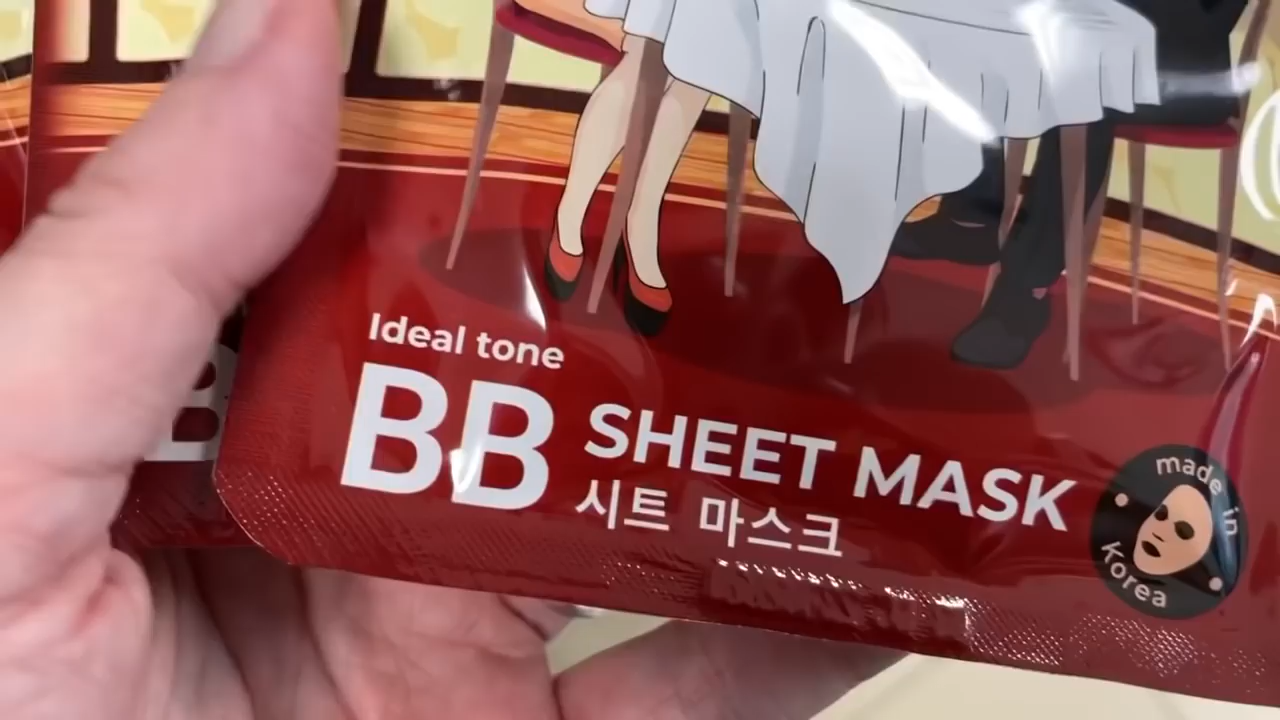 Ideal tone
BB SHEET MASK
시트 마스크
made in Korea